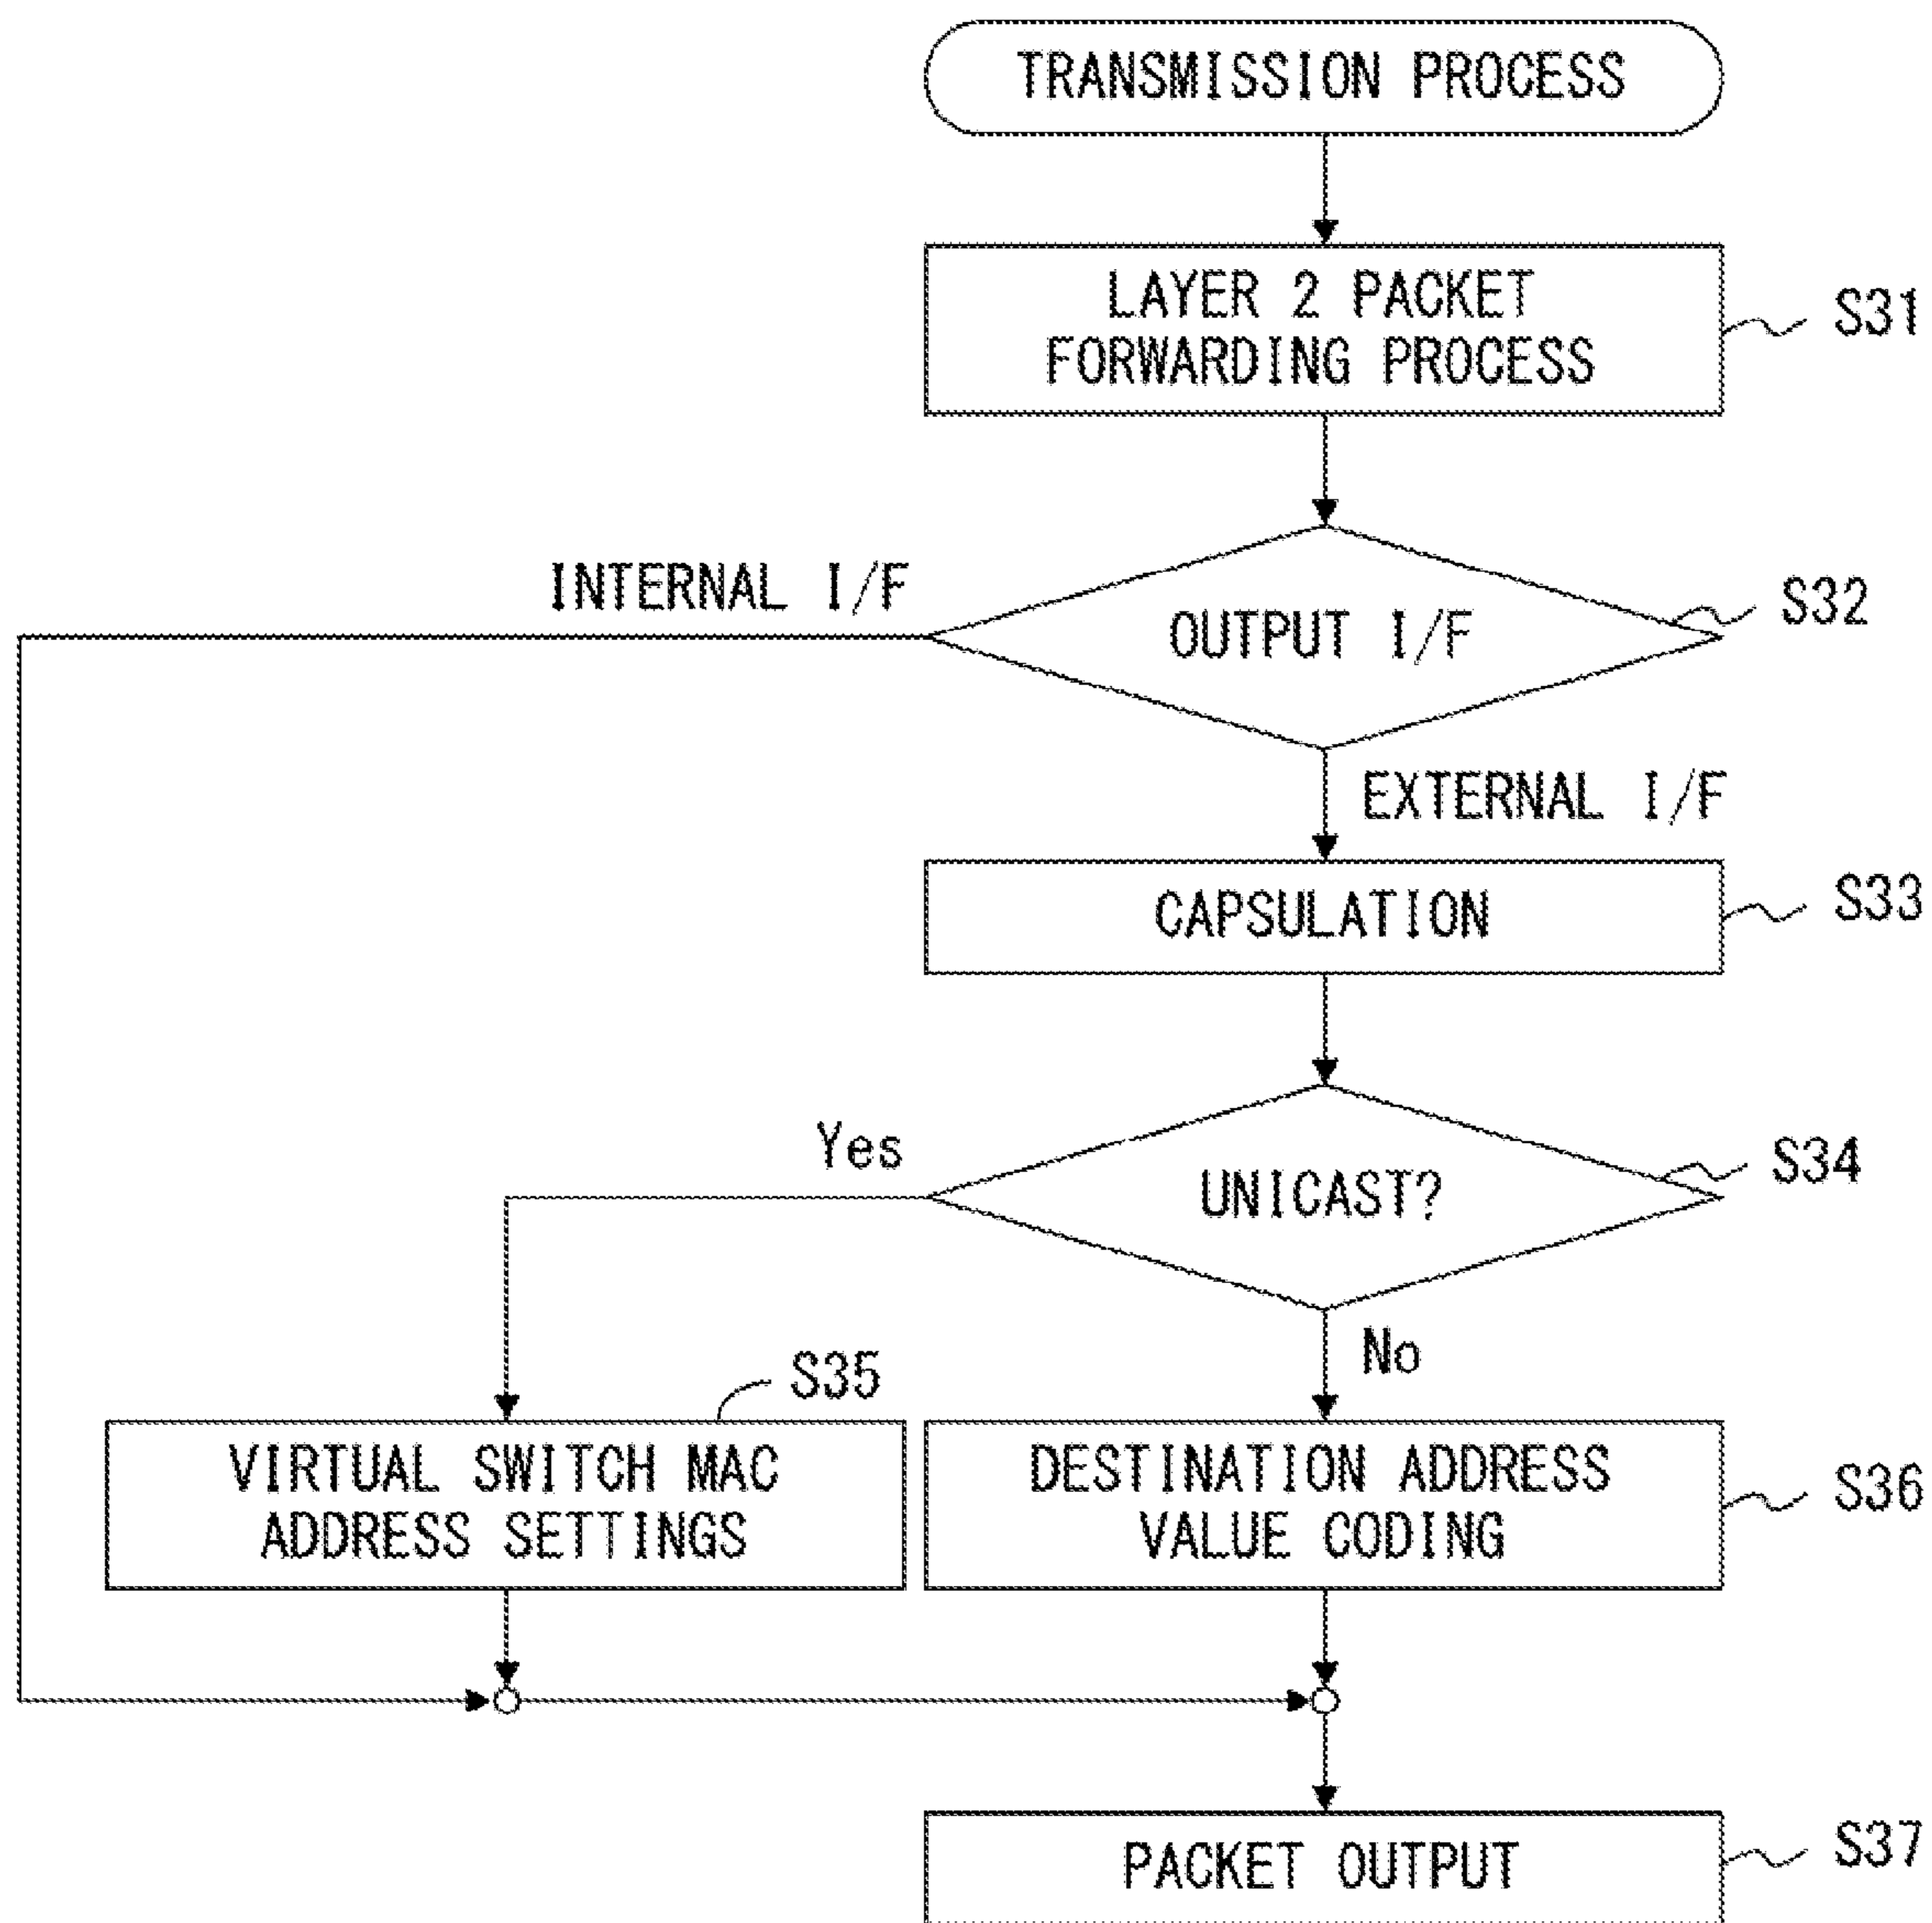 TRANSMISSION PROCESS
LAYER 2 PACKET
FORWARDING PROCESS
S31
INTERNAL I/F
OUTPUT I/F
S32
EXTERNAL I/F
CAPSULATION
S33
Yes
UNICAST?
S34
No
S35
VIRTUAL SWITCH MAC
ADDRESS SETTINGS
DESTINATION ADDRESS
VALUE CODING
S36
PACKET OUTPUT
S37